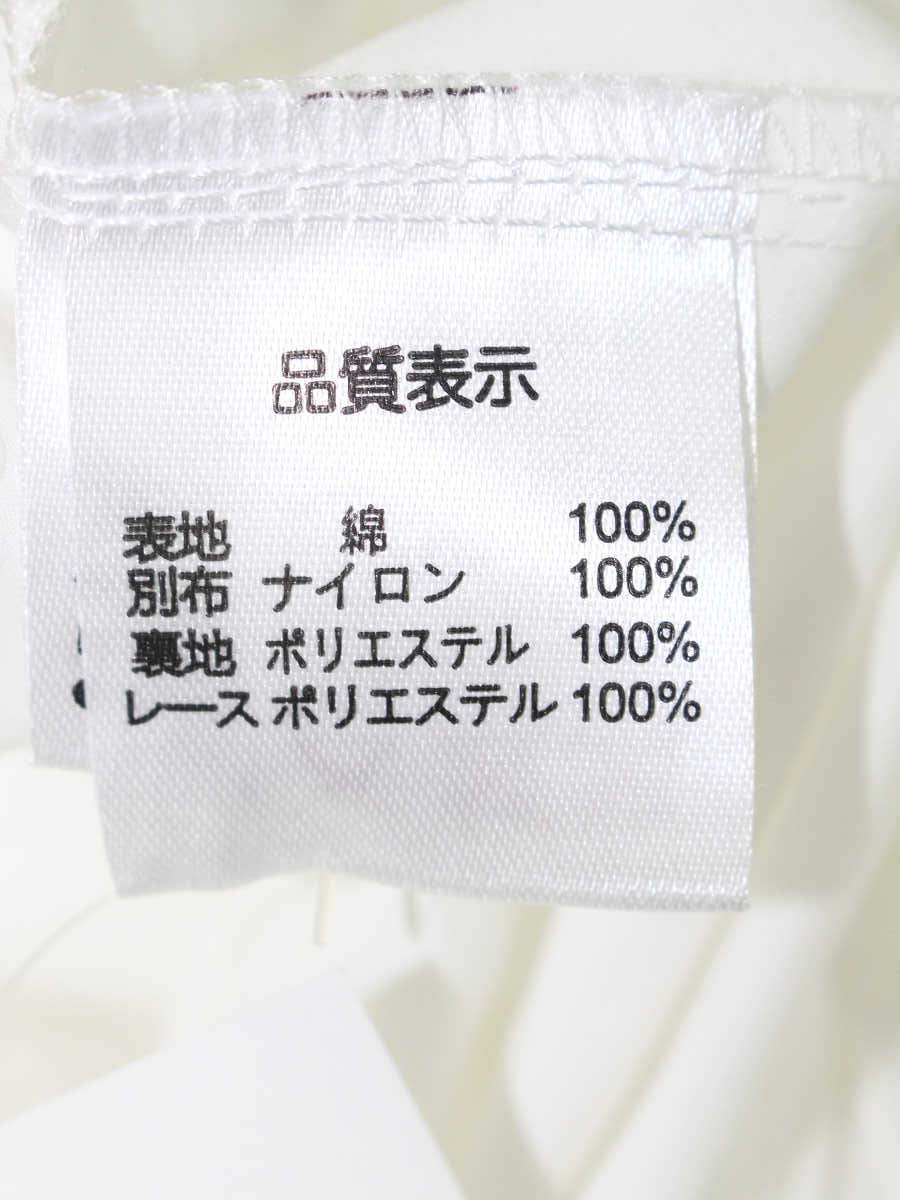 品質表示
表地 綿 100%
別布 ナイロン 100%
裏地 ポリエステル 100%
レース ポリエステル 100%